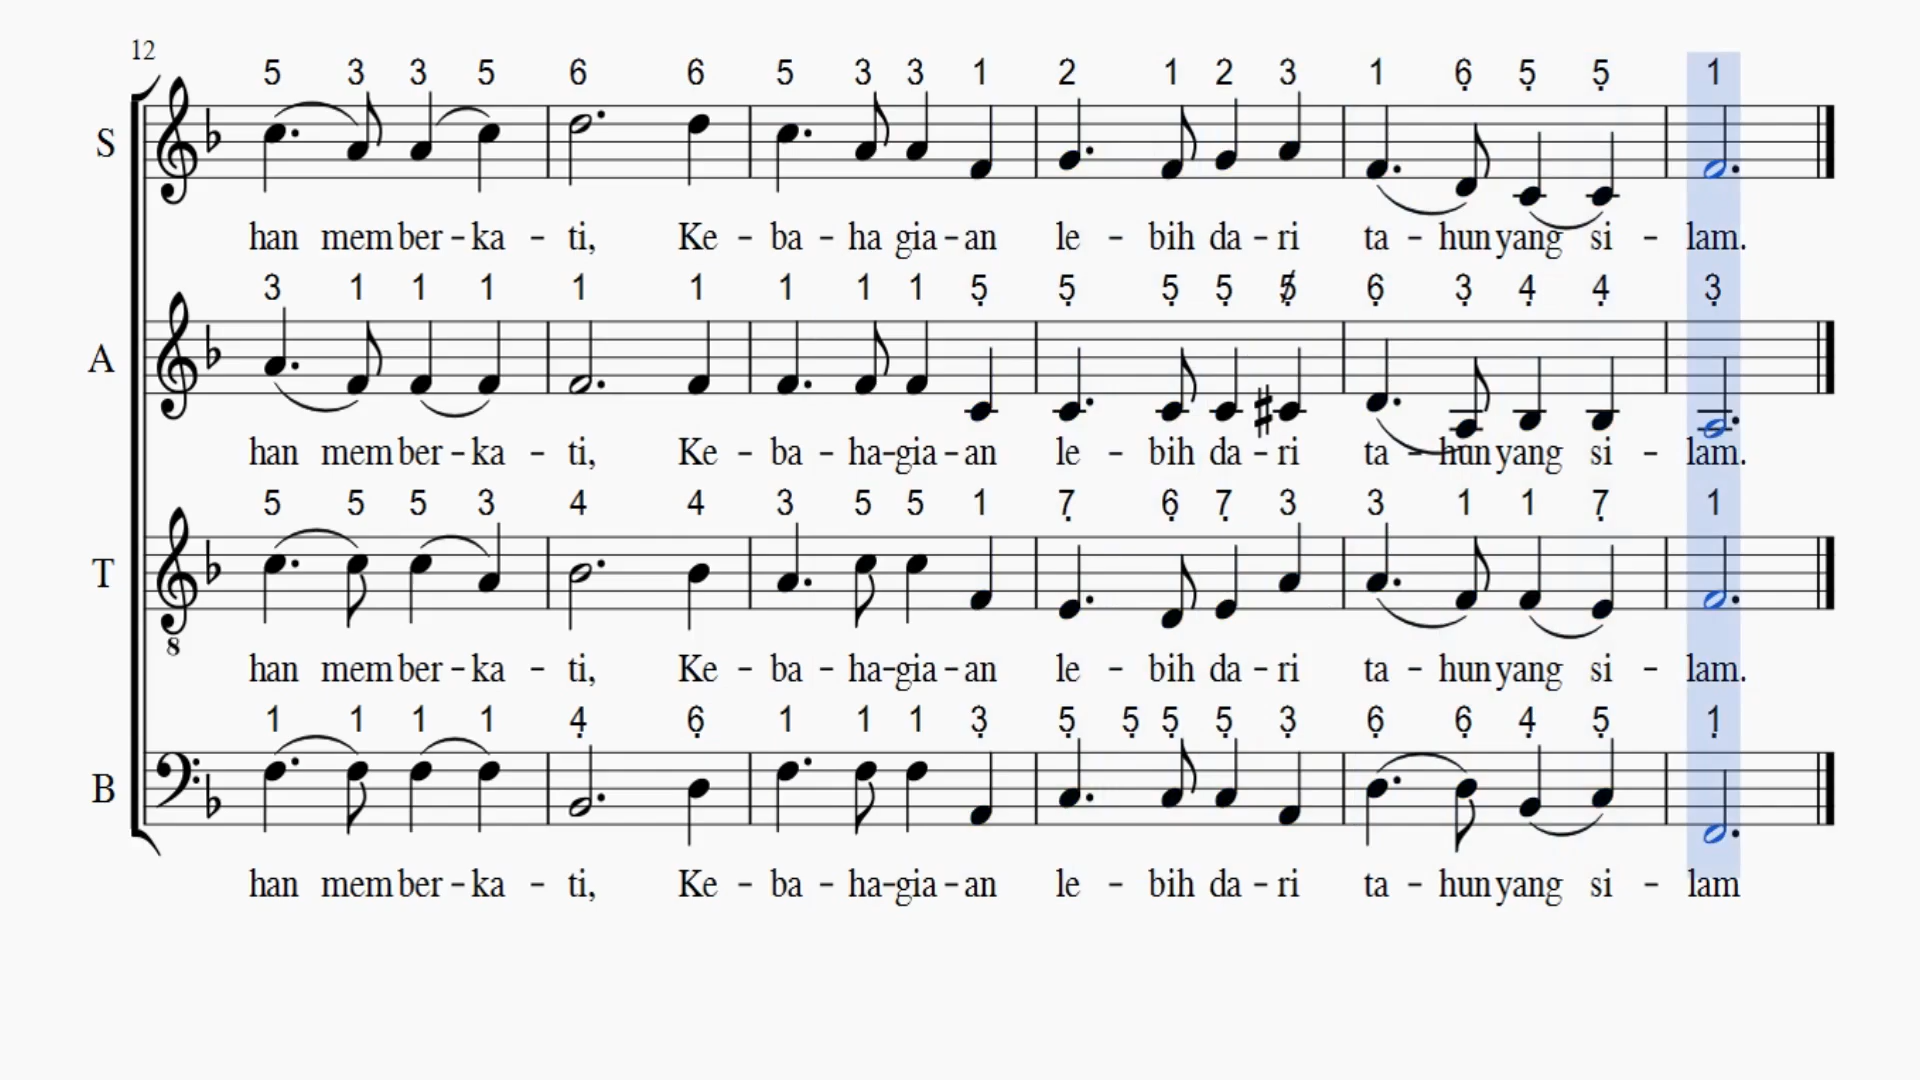 12
5 3 3 5 6 6 5 3 3 1 2 1 2 3 1 6̣ 5̣ 5̣ 1
S
han mem ber - ka - ti, Ke - ba - ha gia - an le - bih da - ri ta - hun yang si - lam.
3 1 1 1 1 1 1 1 1 5̣ 5̣ 5̣ 5̣ 5̸̣ 6̣ 3̣ 4̣ 4̣ 3̣
A
han mem ber - ka - ti, Ke - ba - ha - gia - an le - bih da - ri ta - hun yang si - lam.
5 5 5 3 4 4 3 5 5 1 7̣ 6̣ 7̣ 3 3 1 1 7̣ 1
T
8
han mem ber - ka - ti, Ke - ba - ha - gia - an le - bih da - ri ta - hun yang si - lam.
1 1 1 1 4̣ 6̣ 1 1 1 3̣ 5̣ 5̣ 5̣ 5̣ 3̣ 6̣ 6̣ 4̣ 5̣ 1̣
B
han mem ber - ka - ti, Ke - ba - ha - gia - an le - bih da - ri ta - hun yang si - lam